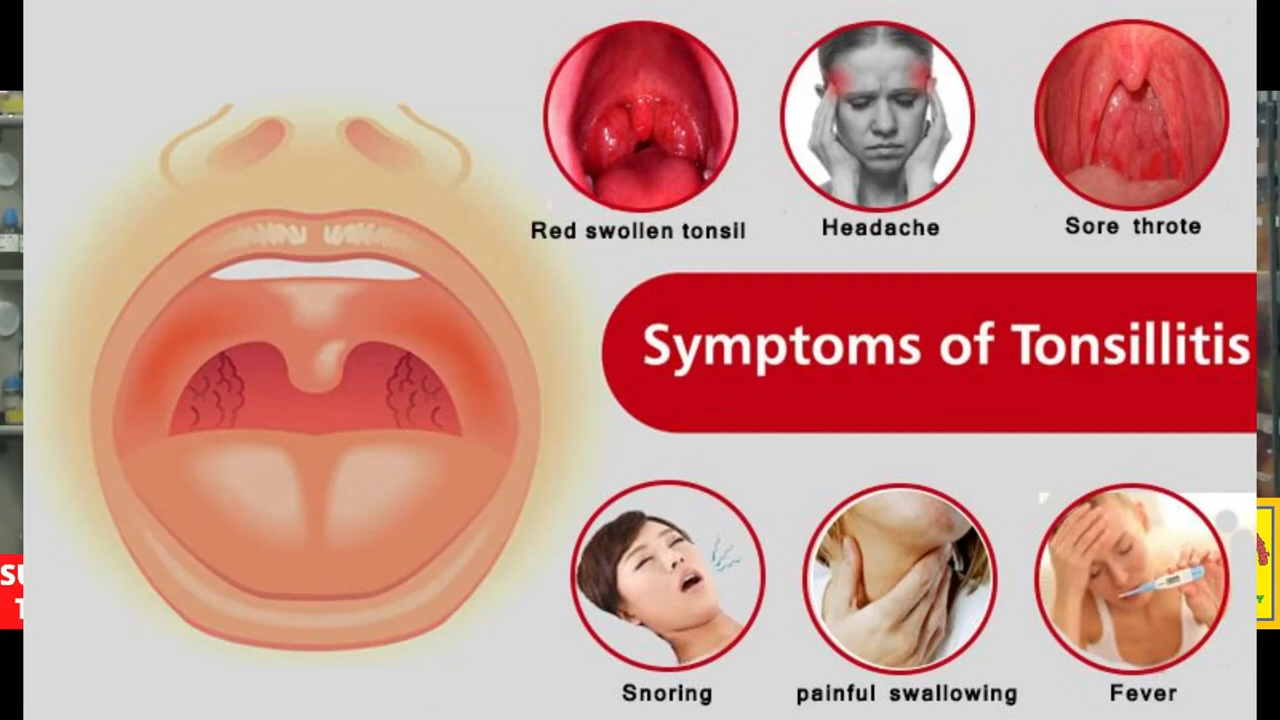 Red swollen tonsil
Headache
Sore throte
Symptoms of Tonsillitis
Snoring
painful swallowing
Fever